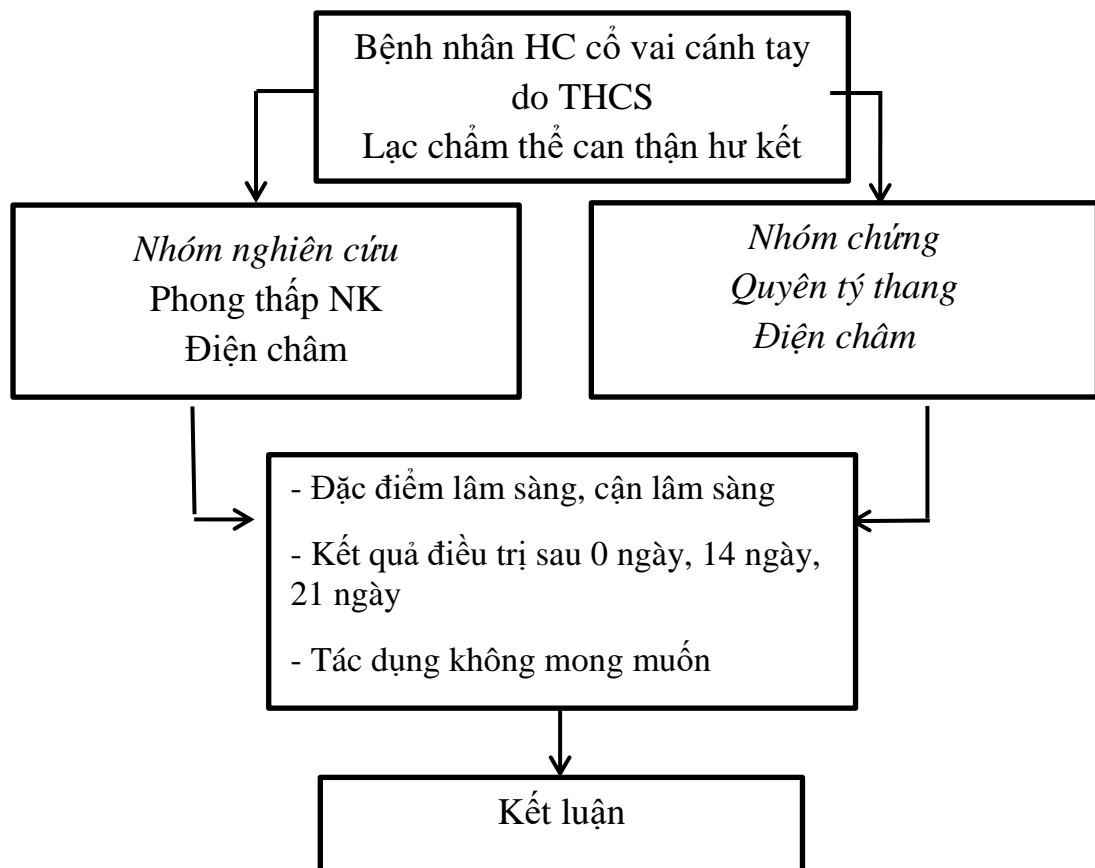 Bệnh nhân HC cổ vai cánh tay
do THCS
Lạc chẩm thể can thận hư kết
Nhóm nghiên cứu
Phong thấp NK
Điện châm
Nhóm chứng
Quyên tý thang
Điện châm
- Đặc điểm lâm sàng, cận lâm sàng
- Kết quả điều trị sau 0 ngày, 14 ngày,
21 ngày
- Tác dụng không mong muốn
Kết luận